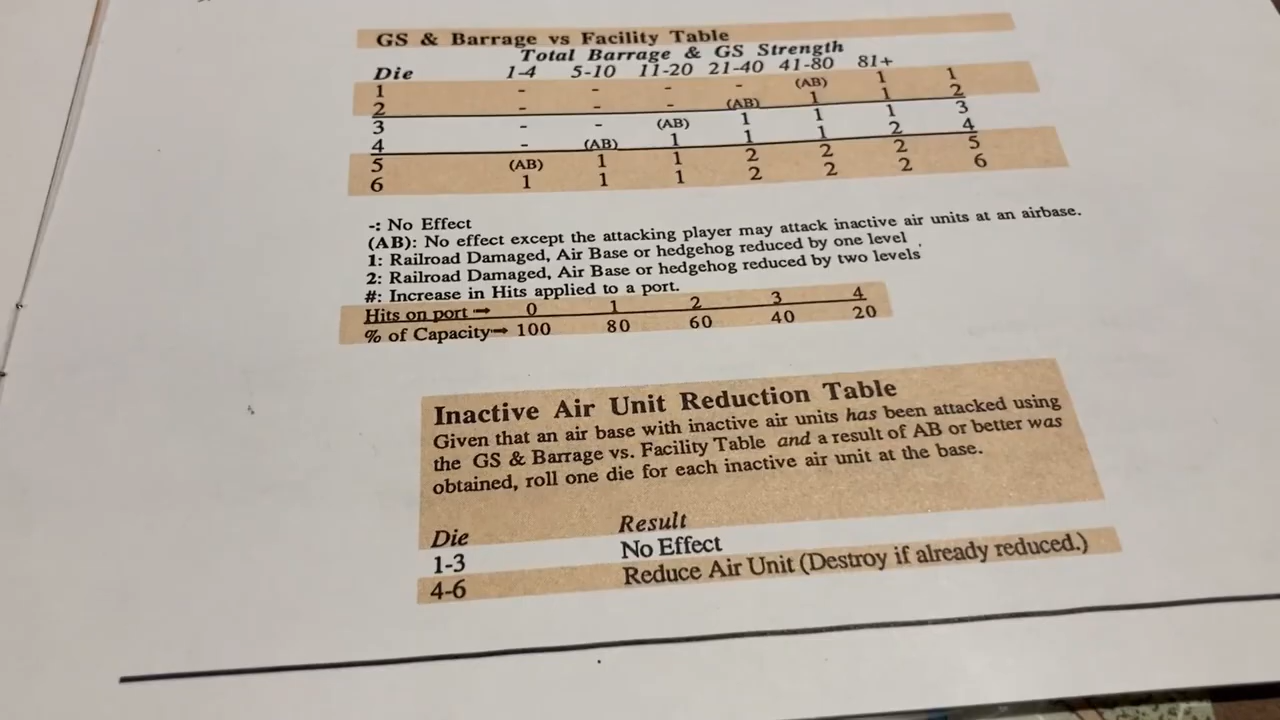 GS & Barrage vs Facility Table
Total Barrage & GS Strength
Die 1-4 5-10 11-20 21-40 41-80 81+
1 - - - - (AB) 1 1
2 - - - (AB) 1 1 2
3 - - (AB) 1 1 1 3
4 - (AB) 1 1 1 2 4
5 (AB) 1 1 2 2 2 5
6 1 1 1 2 2 2 6
-: No Effect
(AB): No effect except the attacking player may attack inactive air units at an airbase.
1: Railroad Damaged, Air Base or hedgehog reduced by one level
2: Railroad Damaged, Air Base or hedgehog reduced by two levels
#: Increase in Hits applied to a port.
Hits on port→ 0 1 2 3 4
% of Capacity→ 100 80 60 40 20
Inactive Air Unit Reduction Table
Given that an air base with inactive air units has been attacked using
the GS & Barrage vs. Facility Table and a result of AB or better was
obtained, roll one die for each inactive air unit at the base.
Die Result
1-3 No Effect
4-6 Reduce Air Unit (Destroy if already reduced.)